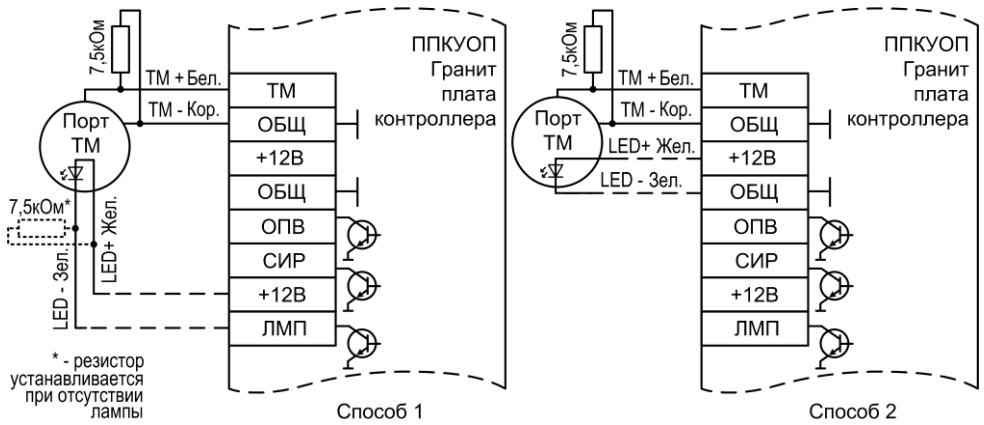 7,5кОм
ТМ + Бел.
ТМ - Кор.
Порт
ТМ
7,5кОм*
LED - Зел.
LED+ Жел.
* - резистор
устанавливается
при отсутствии
лампы
ТМ
ОБЩ
+12В
ОБЩ
ОПВ
СИР
+12В
ЛМП
ППКУОП
Гранит
плата
контроллера
Способ 1
7,5кОм
ТМ + Бел.
ТМ - Кор.
Порт
ТМ
LED+ Жел.
LED - Зел.
ТМ
ОБЩ
+12В
ОБЩ
ОПВ
СИР
+12В
ЛМП
ППКУОП
Гранит
плата
контроллера
Способ 2